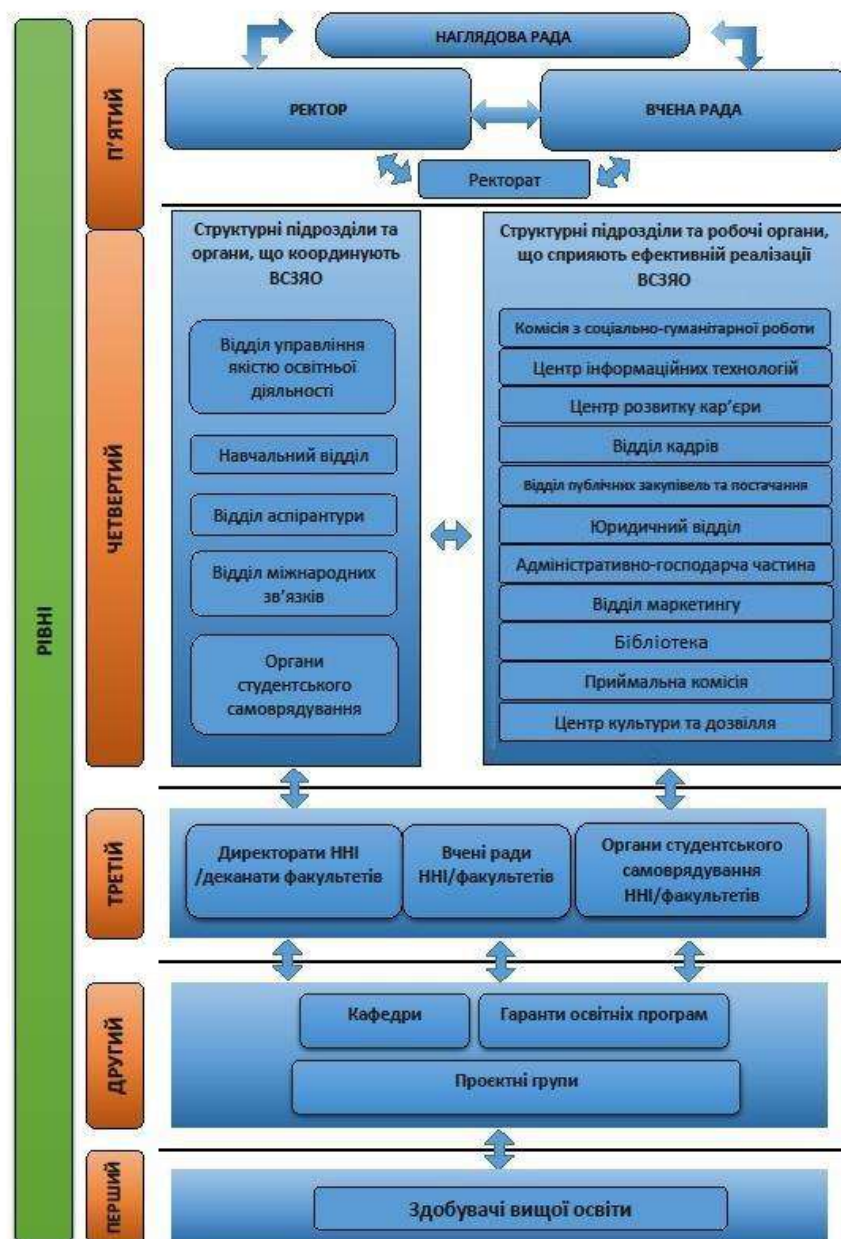 РІВНІ
П’ЯТИЙ
НАГЛЯДОВА РАДА
РЕКТОР
ВЧЕНА РАДА
Ректорат
ЧЕТВЕРТИЙ
Структурні підрозділи та
органи, що координують
ВСЗЯО
Відділ управління
якістю освітньої
діяльності
Навчальний відділ
Відділ аспірантури
Відділ міжнародних
зв’язків
Органи
студентського
самоврядування
Структурні підрозділи та робочі органи,
що сприяють ефективній реалізації
ВСЗЯО
Комісія з соціально-гуманітарної роботи
Центр інформаційних технологій
Центр розвитку кар’єри
Відділ кадрів
Відділ публічних закупівель та постачання
Юридичний відділ
Адміністративно-господарча частина
Відділ маркетингу
Бібліотека
Приймальна комісія
Центр культури та дозвілля
ТРЕТІЙ
Директорати ННІ
/деканати факультетів
Вчені ради
ННІ/факультетів
Органи студентського
самоврядування
ННІ/факультетів
ДРУГИЙ
Кафедри
Гаранти освітніх програм
Проєктні групи
ПЕРШИЙ
Здобувачі вищої освіти